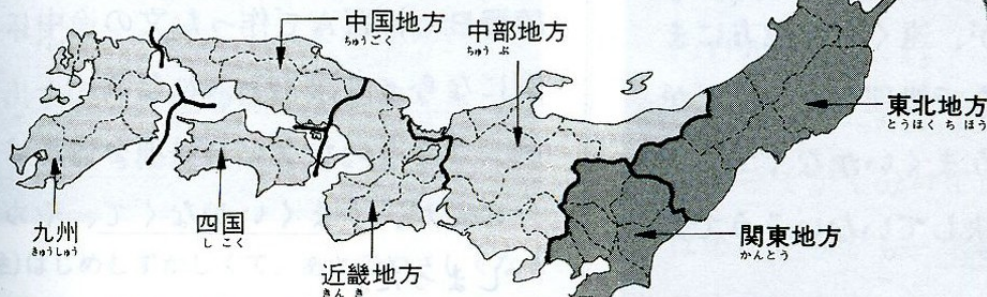 中国地方
ちゅうごく
中部地方
ちゅうぶ
東北地方
とうほくちほう
九州
きゅうしゅう
四国
しこく
近畿地方
きんき
関東地方
かんとう